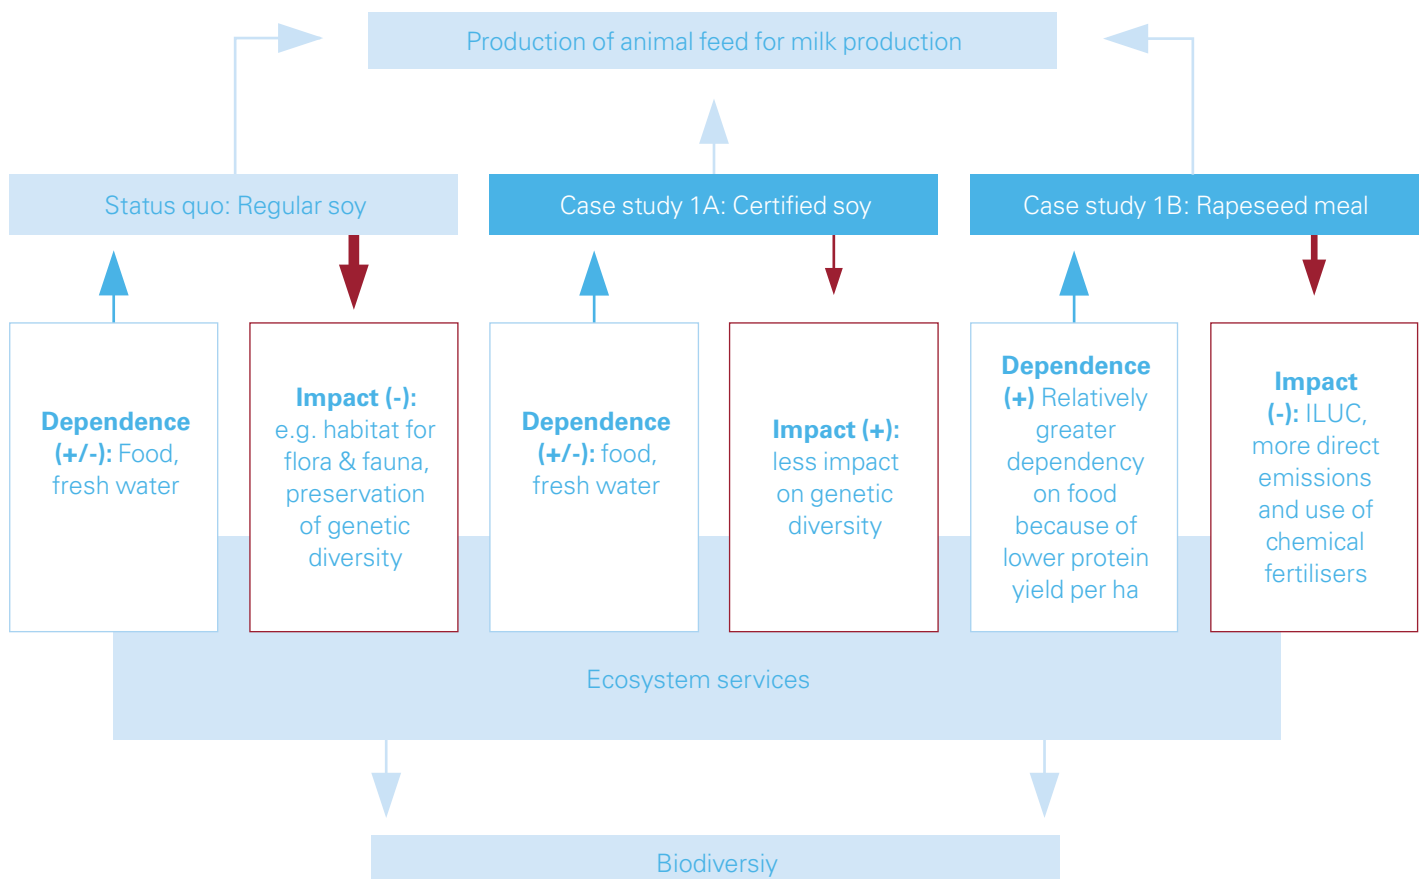 Production of animal feed for milk production
Status quo: Regular soy
Case study 1A: Certified soy
Case study 1B: Rapeseed meal
Dependence
(+/-): Food,
fresh water
Impact (-):
e.g. habitat for
flora & fauna,
preservation
of genetic
diversity
Dependence
(+/-): food,
fresh water
Impact (+):
less impact
on genetic
diversity
Dependence
(+) Relatively
greater
dependency
on food
because of
lower protein
yield per ha
Impact
(-): ILUC,
more direct
emissions
and use of
chemical
fertilisers
Ecosystem services
Biodiversiy